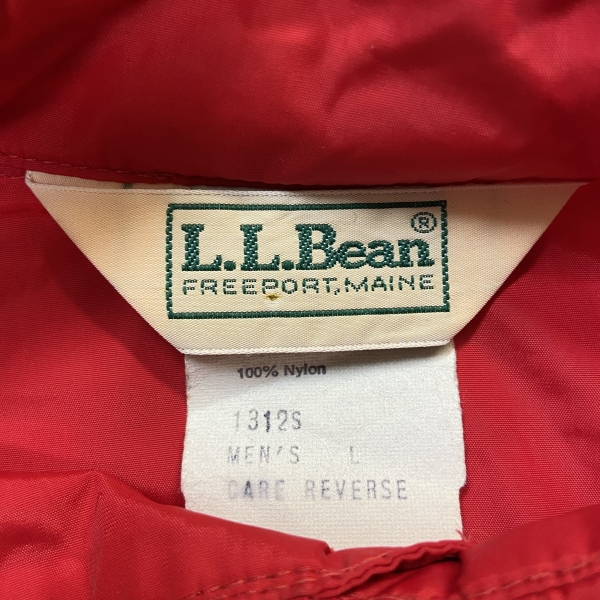 L.L.Bean®
FREEPORT, MAINE
100% Nylon
1312S
MEN'S L
CARE REVERSE